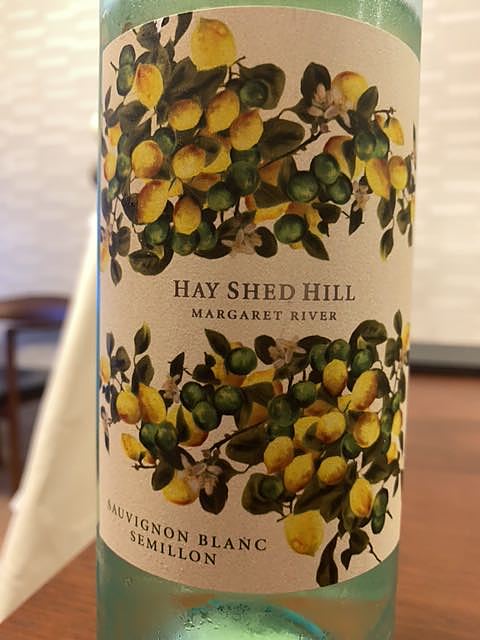 HAY SHED HILL
MARGARET RIVER
SAUVIGNON BLANC
SEMILLON